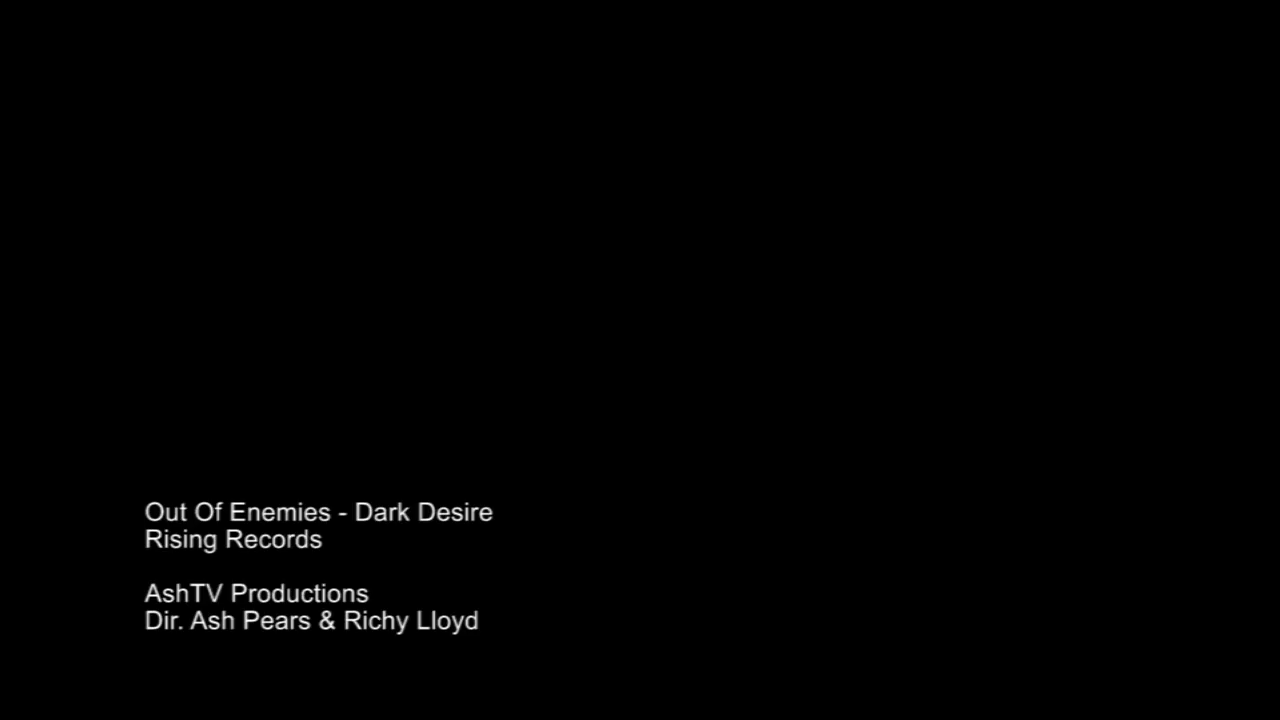 Out Of Enemies - Dark Desire
Rising Records
AshTV Productions
Dir. Ash Pears & Richy Lloyd